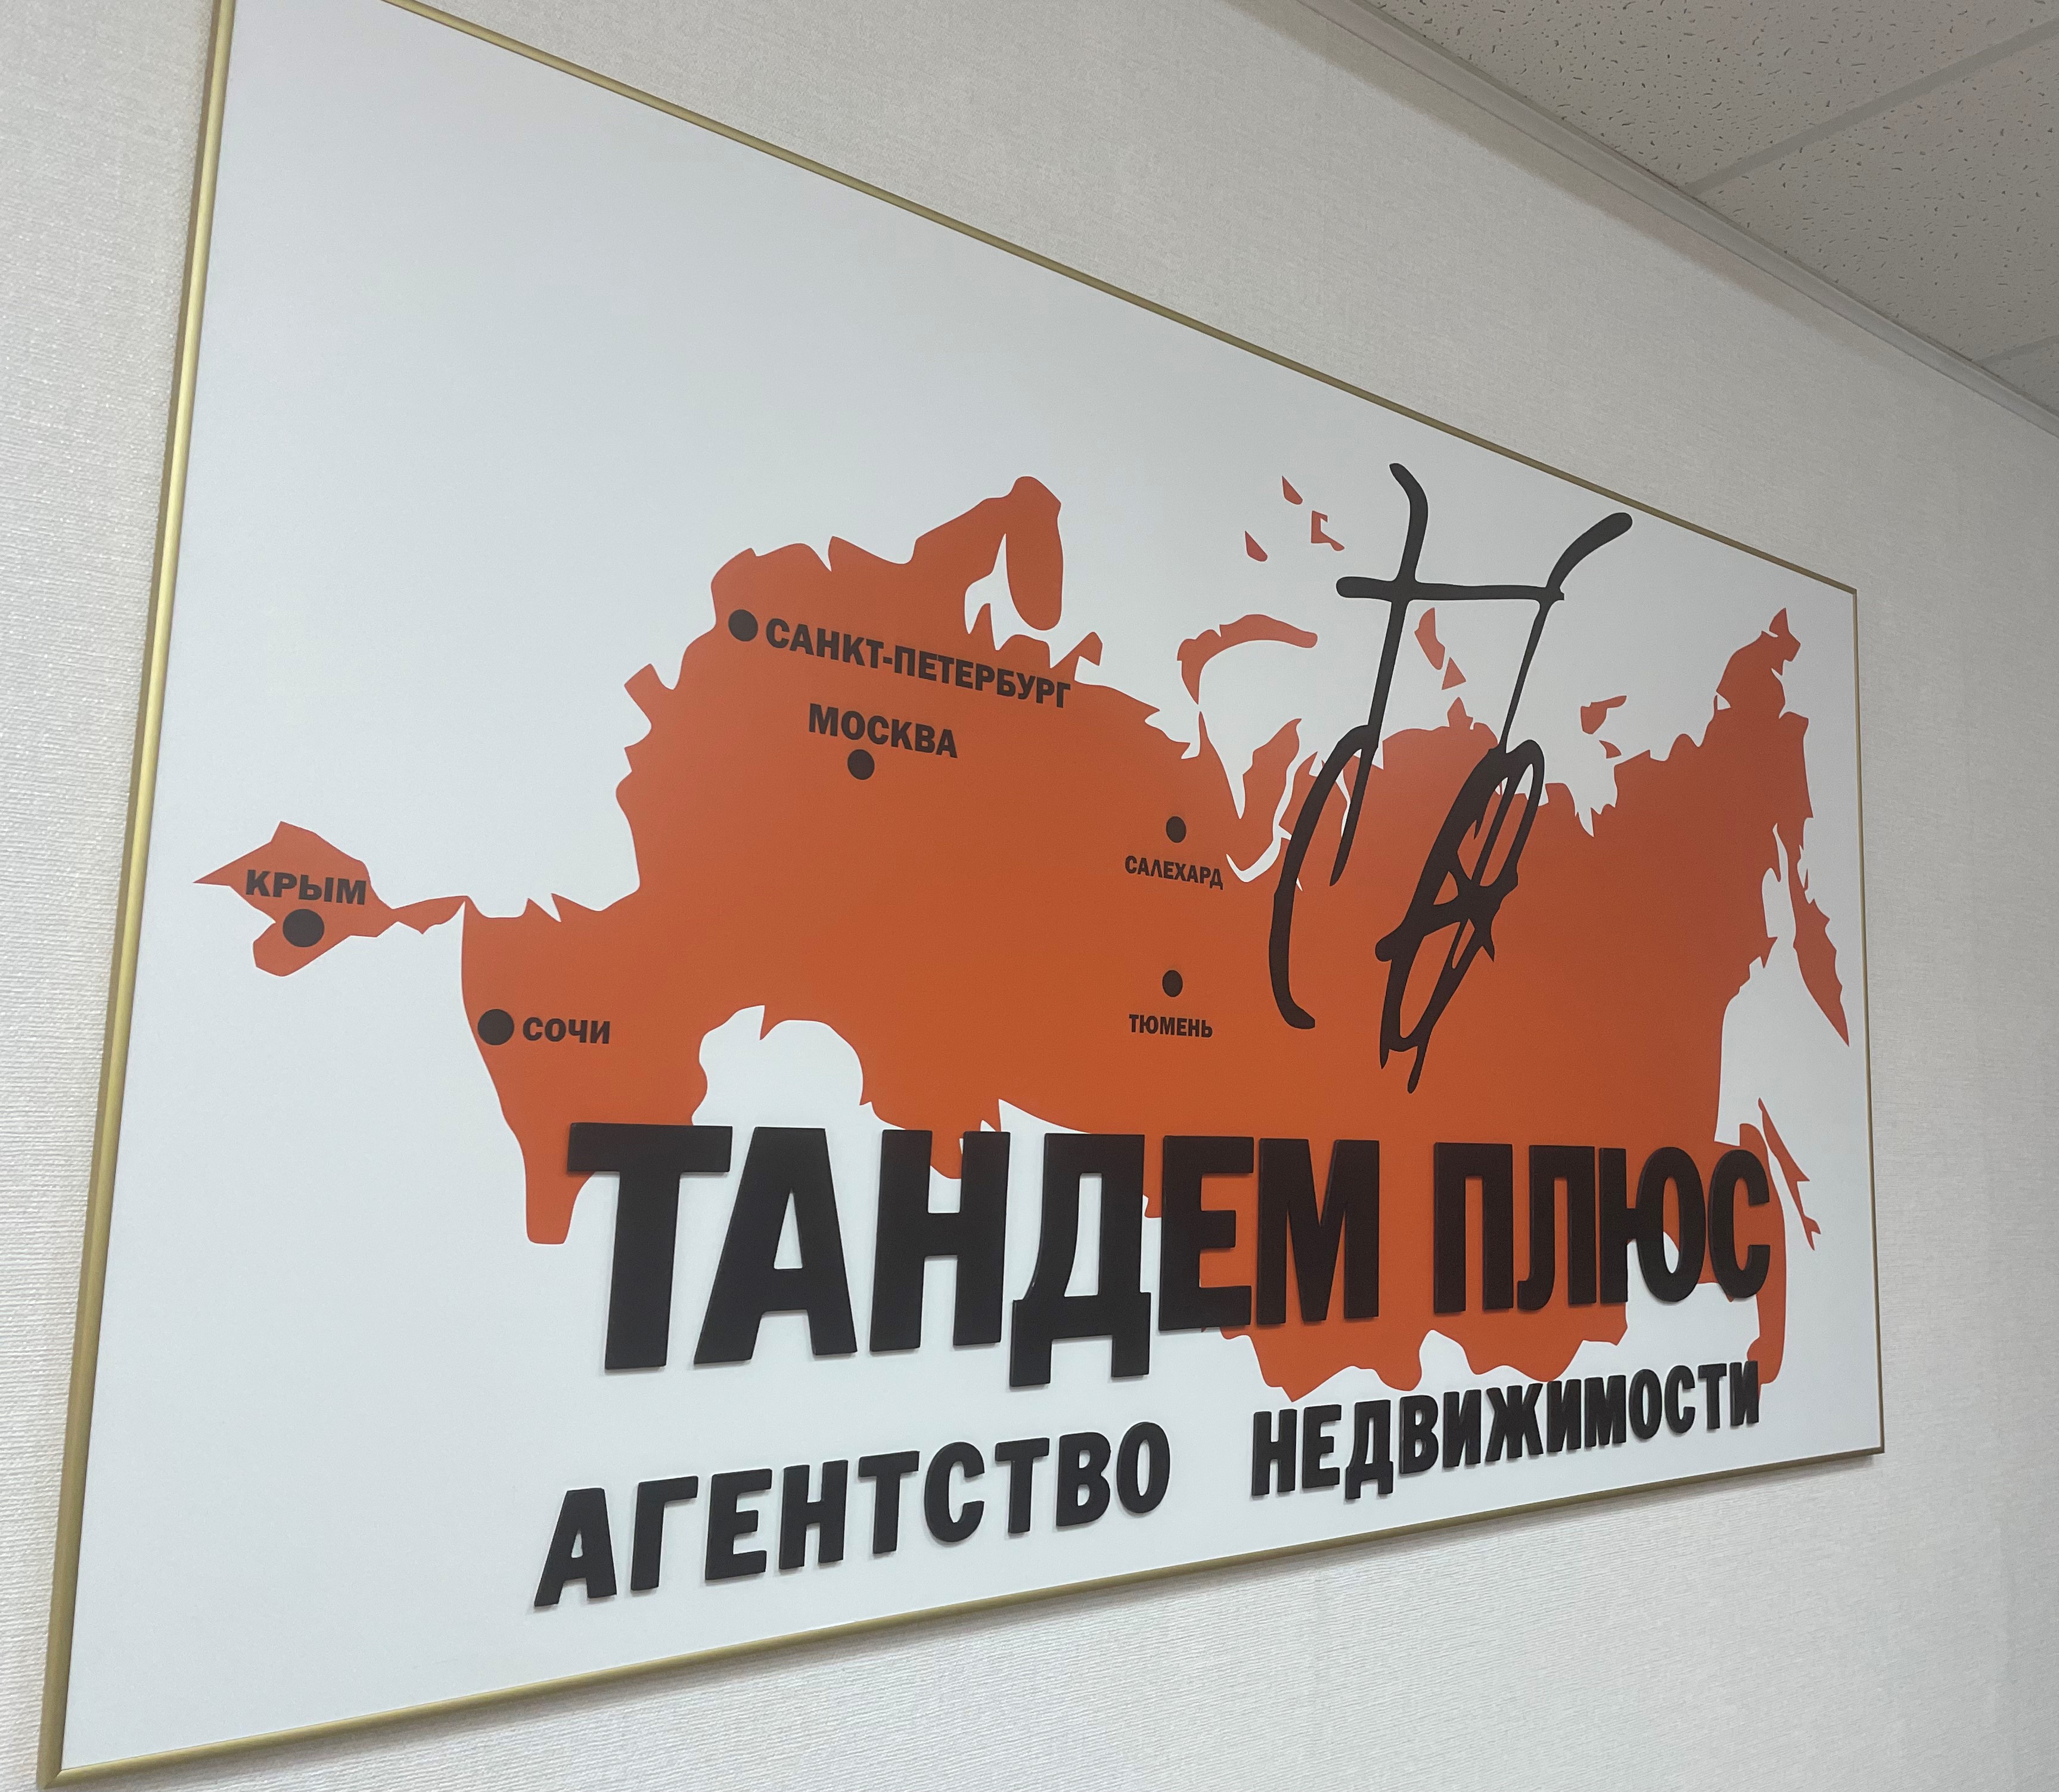 САНКТ-ПЕТЕРБУРГ
МОСКВА
КРЫМ
САЛЕХАРД
СОЧИ
ТЮМЕНЬ
ТАНДЕМ ПЛЮС
АГЕНТСТВО НЕДВИЖИМОСТИ